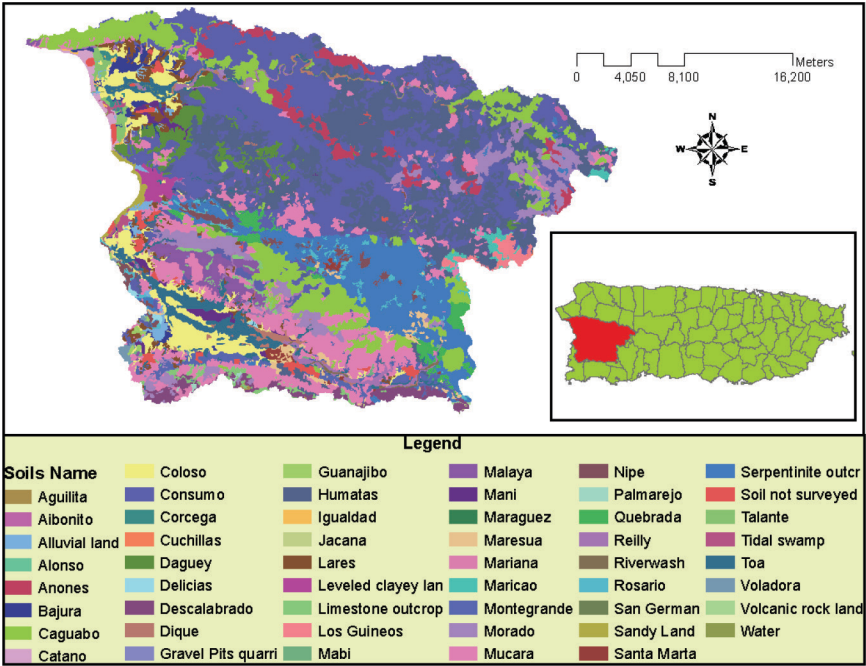 Meters
0 4,050 8,100 16,200
N
W E
S
Legend
Soils Name
Aguilita
Aibonito
Alluvial land
Alonso
Anones
Bajura
Caguabo
Catano
Coloso
Consumo
Corcega
Cuchillas
Daguey
Delicias
Descalabrado
Dique
Gravel Pits quarri
Guanajibo
Humatas
Igualdad
Jacana
Lares
Leveled clayey lan
Limestone outcrop
Los Guineos
Mabi
Malaya
Mani
Maraguez
Maresua
Mariana
Maricao
Montegrande
Morado
Mucara
Nipe
Palmarejo
Quebrada
Reilly
Riverwash
Rosario
San German
Sandy Land
Santa Marta
Serpentinite outcr
Soil not surveyed
Talante
Tidal swamp
Toa
Voladora
Volcanic rock land
Water